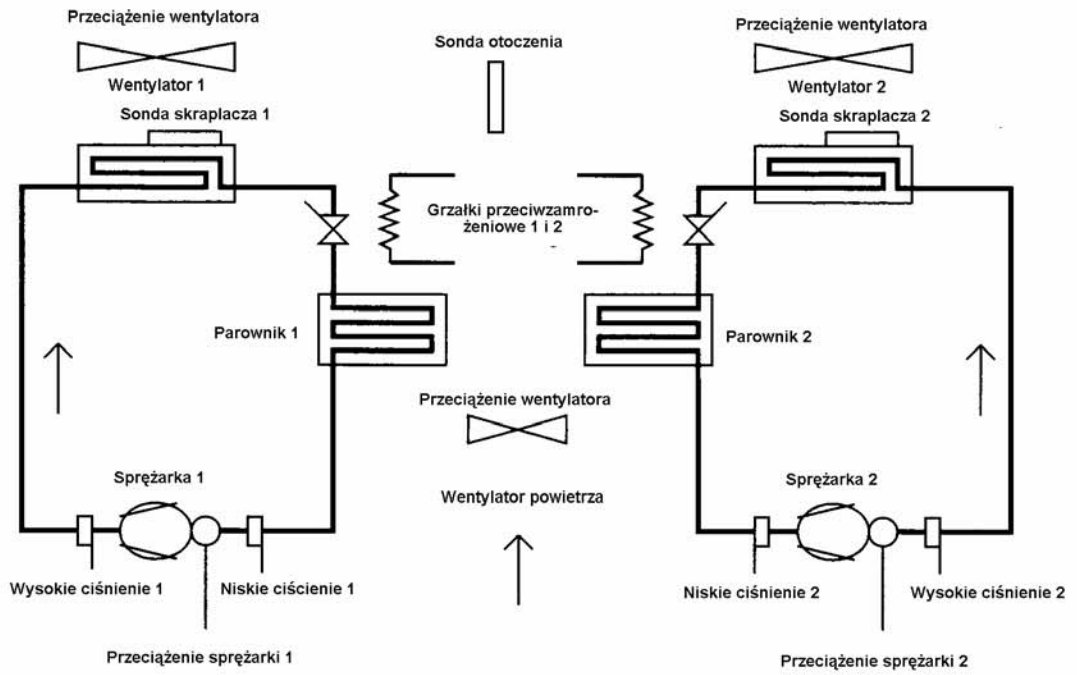 Przeciążenie wentylatora
Wentylator 1
Sonda skraplacza 1
Sonda otoczenia
Przeciążenie wentylatora
Wentylator 2
Sonda skraplacza 2
Grzałki przeciwzamro-
żeniowe 1 i 2
Parownik 1
Parownik 2
Przeciążenie wentylatora
Wentylator powietrza
Sprężarka 1
Wysokie ciśnienie 1
Niskie ciścienie 1
Przeciążenie sprężarki 1
Sprężarka 2
Niskie ciśnienie 2
Wysokie ciśnienie 2
Przeciążenie sprężarki 2